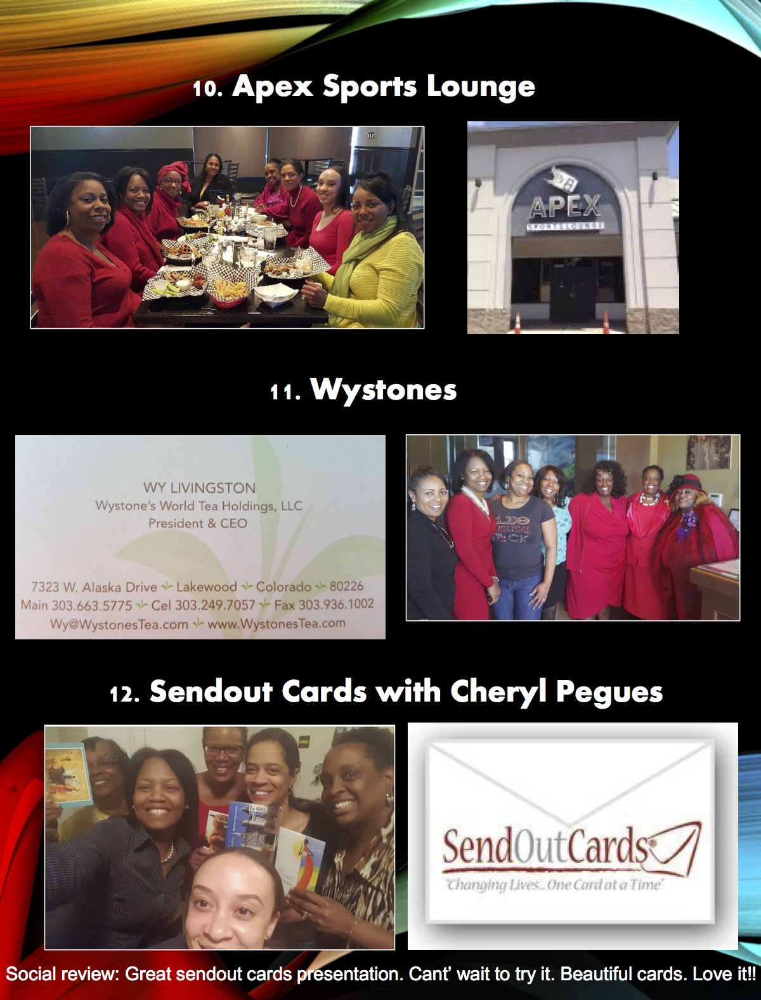 10. Apex Sports Lounge
APEX
SPORTS LOUNGE
11. Wystones
WY LIVINGSTON
Wystone's World Tea Holdings, LLC
President & CEO
7323 W. Alaska Drive Lakewood Colorado 80226
Main 303.663.5775 Cel 303.249.7057 Fax 303.936.1002
Wy@WystonesTea.com www.WystonesTea.com
12. Sendout Cards with Cheryl Pegues
SendOutCards®
"Changing Lives...One Card at a Time"
Social review: Great sendout cards presentation. Cant' wait to try it. Beautiful cards. Love it!!